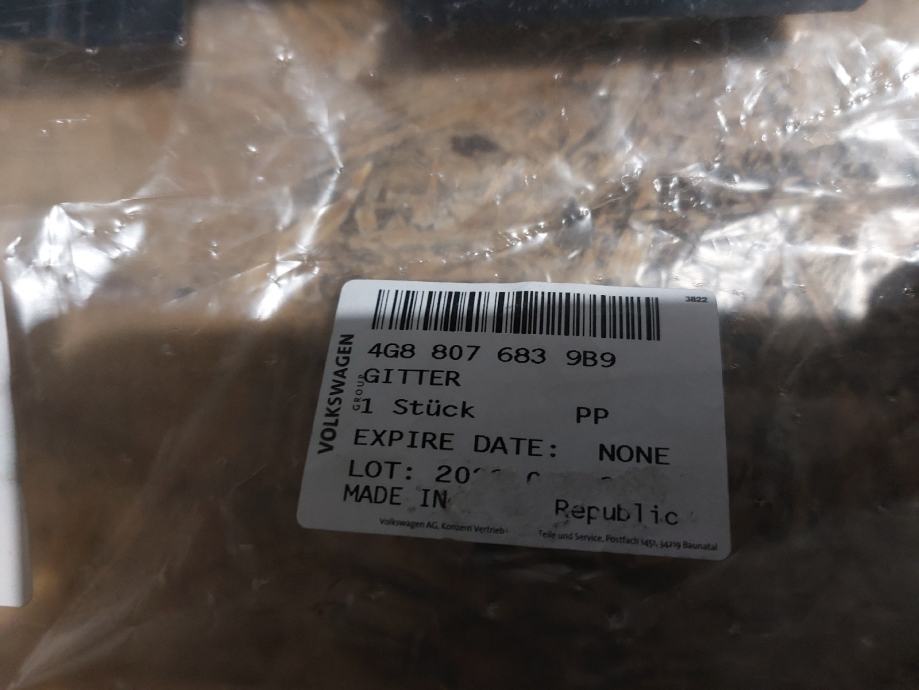 3822
4G8 807 683 9B9
GITTER
1 Stück PP
EXPIRE DATE: NONE
LOT:
MADE IN Republic
Volkswagen AG, Konzern Vertrieb Teile und Service, Postfach 1451, 34219 Baunatal
VOLKSWAGEN
GROUP